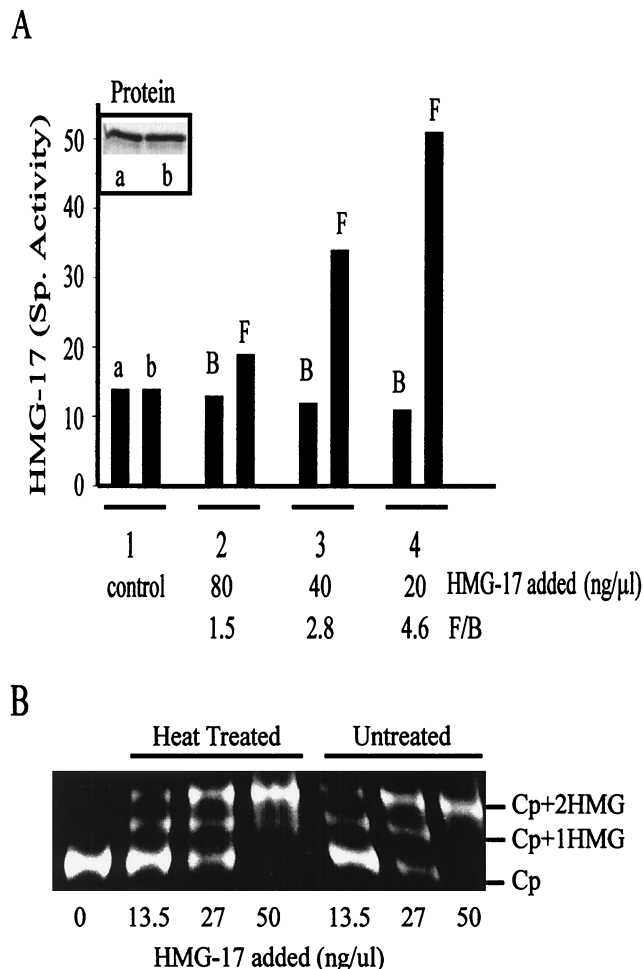 A
Protein
a b
HMG-17 (Sp. Activity)
50
40
30
20
10
0
a b
B F
B F
B F
1 2 3 4
control 80 40 20 HMG-17 added (ng/μl)
1.5 2.8 4.6 F/B
B
Heat Treated Untreated
Cp+2HMG
Cp+1HMG
Cp
0 13.5 27 50 13.5 27 50
HMG-17 added (ng/ul)